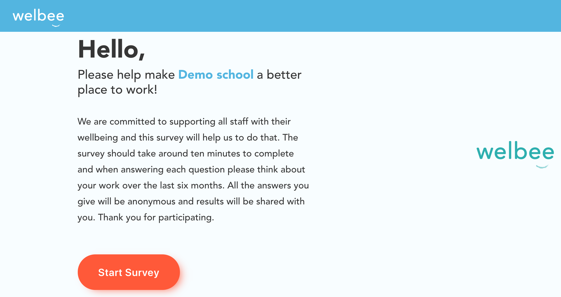 welbee
Hello,
Please help make Demo school a better
place to work!
We are committed to supporting all staff with their
wellbeing and this survey will help us to do that. The
survey should take around ten minutes to complete
and when answering each question please think about
your work over the last six months. All the answers you
give will be anonymous and results will be shared with
you. Thank you for participating.
welbee
Start Survey